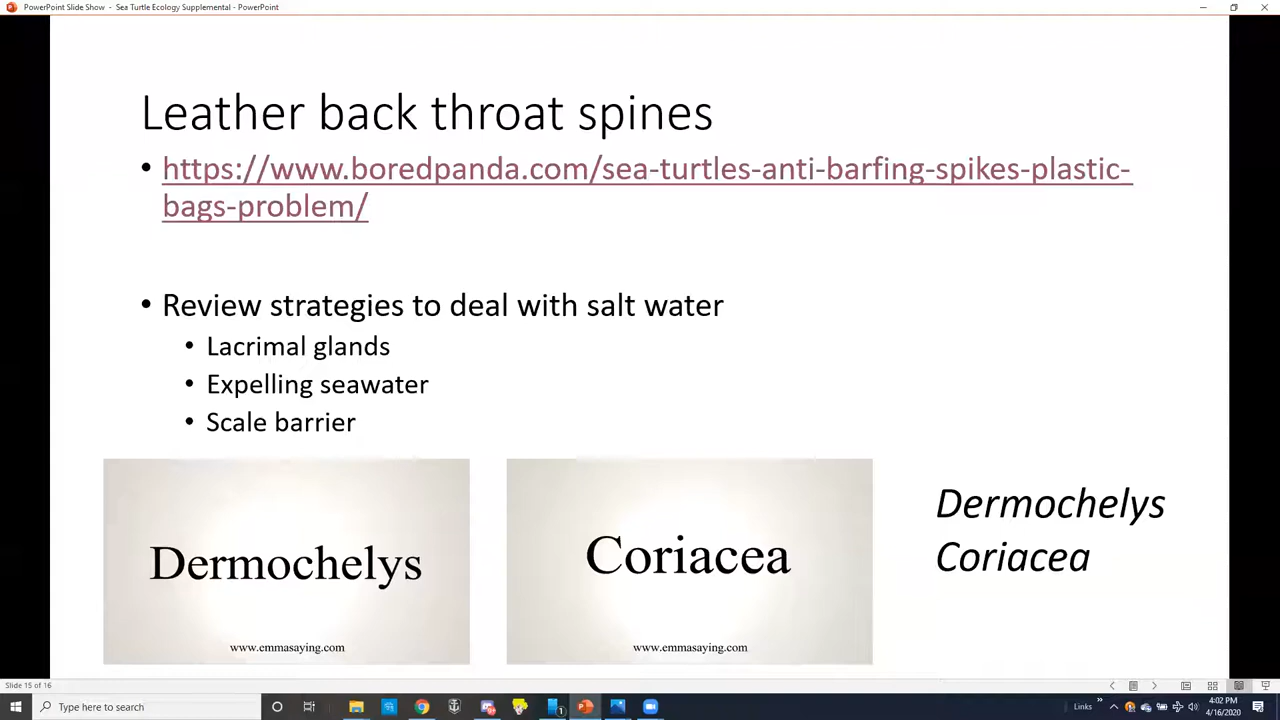 PowerPoint Slide Show - Sea Turtle Ecology Supplemental - PowerPoint
Leather back throat spines
• https://www.boredpanda.com/sea-turtles-anti-barfing-spikes-plastic-
bags-problem/
• Review strategies to deal with salt water
• Lacrimal glands
• Expelling seawater
• Scale barrier
Dermochelys
www.emmasaying.com
Coriacea
www.emmasaying.com
Dermochelys
Coriacea
Slide 15 of 16
Type here to search
Links
4:02 PM
4/16/2020